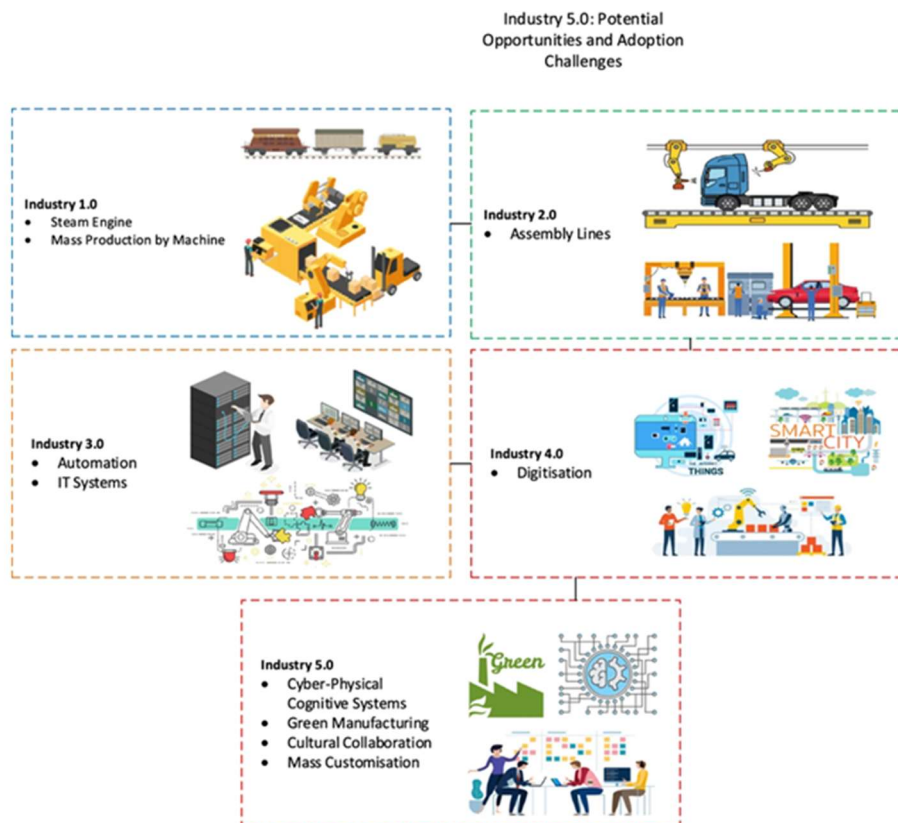 Industry 5.0: Potential
Opportunities and Adoption
Challenges
Industry 1.0
• Steam Engine
• Mass Production by Machine
Industry 2.0
• Assembly Lines
Industry 3.0
• Automation
• IT Systems
Industry 4.0
• Digitisation
THINGS
SMART
CITY
Industry 5.0
• Cyber-Physical
Cognitive Systems
• Green Manufacturing
• Cultural Collaboration
• Mass Customisation
Green